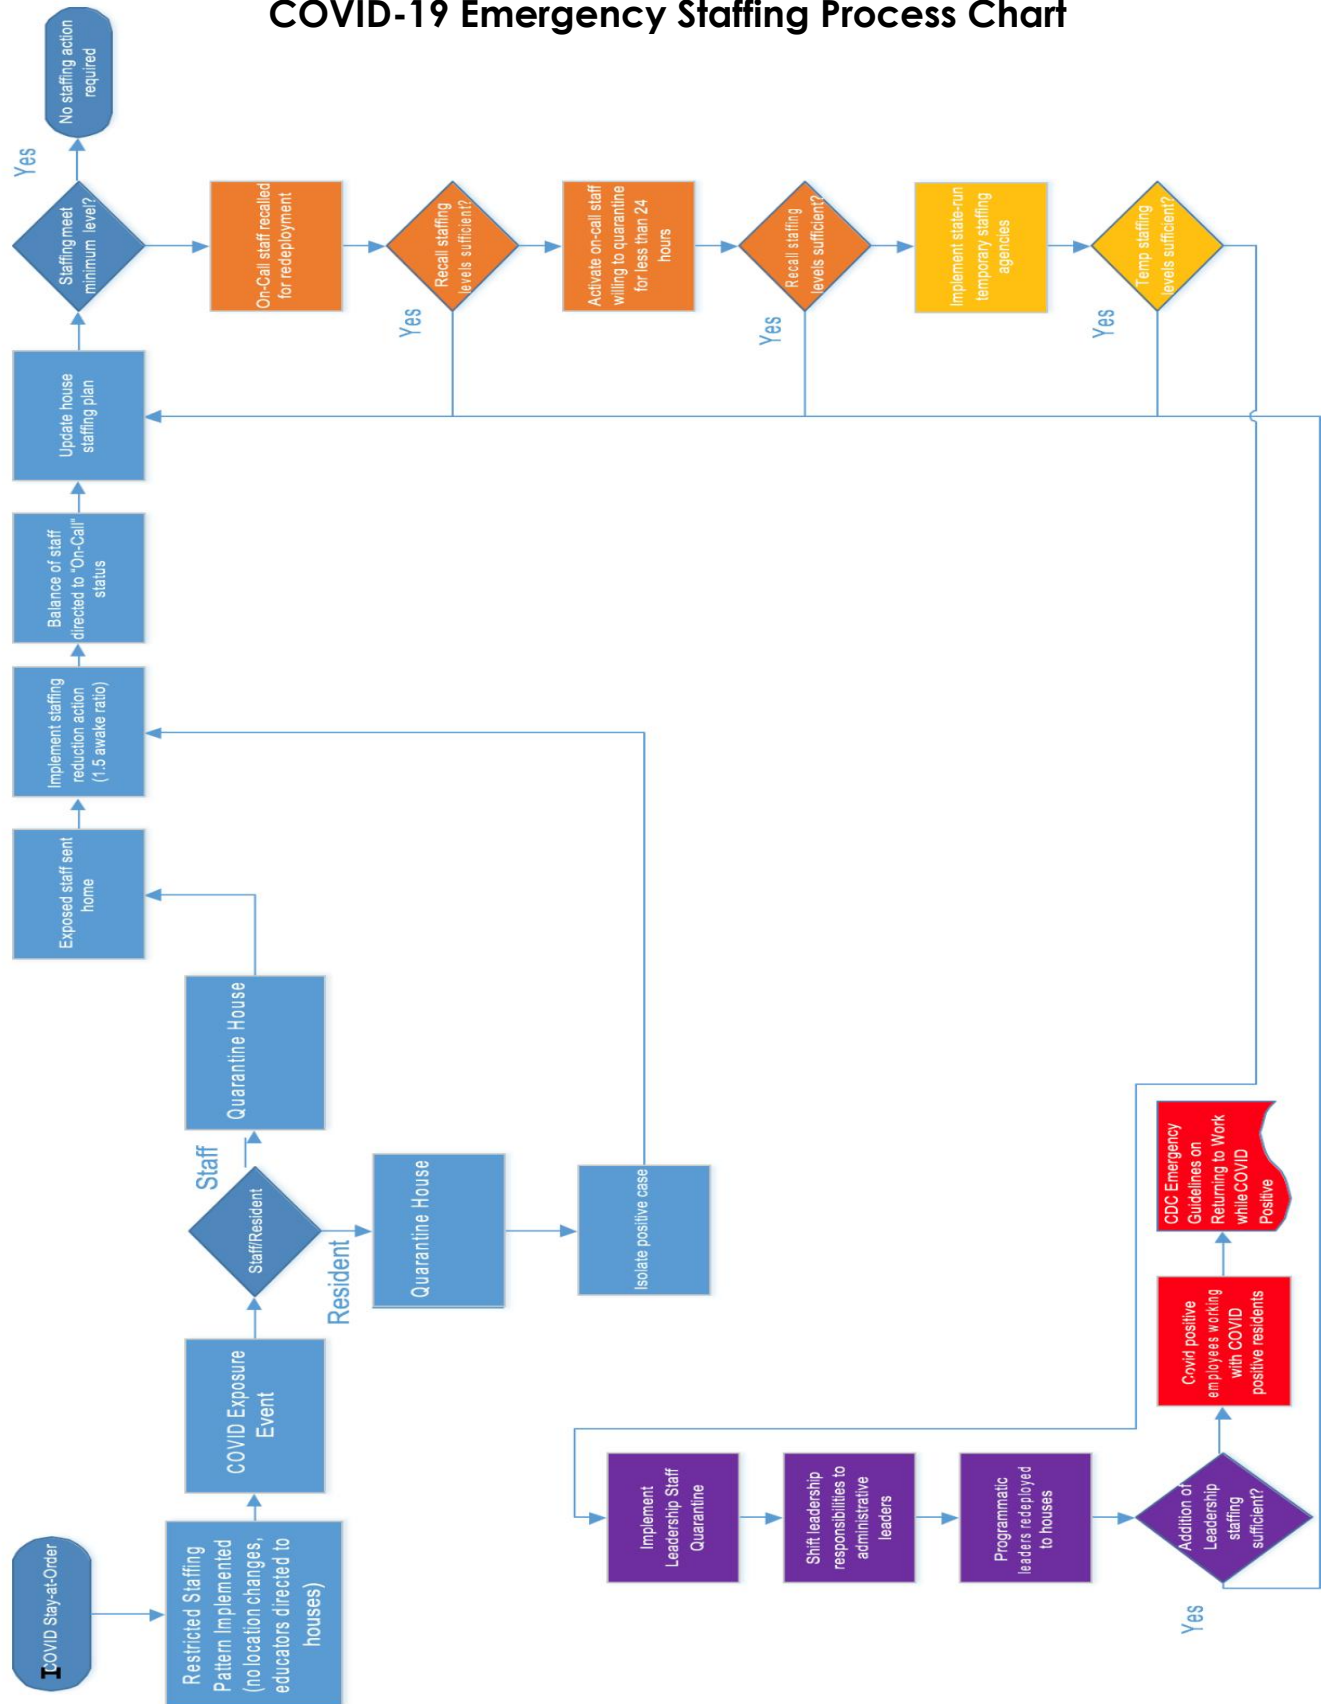 COVID-19 Emergency Staffing Process Chart
COVID Stay-at-Order
Restricted Staffing
Pattern Implemented
(no location changes,
educators directed to
houses)
COVID Exposure
Event
Staff/Resident
Staff
Quarantine House
Resident
Quarantine House
Isolate positive case
Exposed staff sent
home
Implement staffing
reduction action
(1.5 awake ratio)
Balance of staff
directed to "On-Call"
status
Update house
staffing plan
Staffing meet
minimum level?
Yes
No staffing action
required
On-Call staff recalled
for redeployment
Recall staffing
levels sufficient?
Yes
Activate on-call staff
willing to quarantine
for less than 24
hours
Recall staffing
levels sufficient?
Yes
Implement state-run
temporary staffing
agencies
Temp staffing
levels sufficient?
Yes
Implement
Leadership Staff
Quarantine
Shift leadership
responsibilities to
administrative
leaders
Programmatic
leaders redeployed
to houses
Addition of
Leadership
staffing
sufficient?
Yes
Covid positive
employees working
with COVID
positive residents
CDC Emergency
Guidelines on
Returning to Work
while COVID
Positive